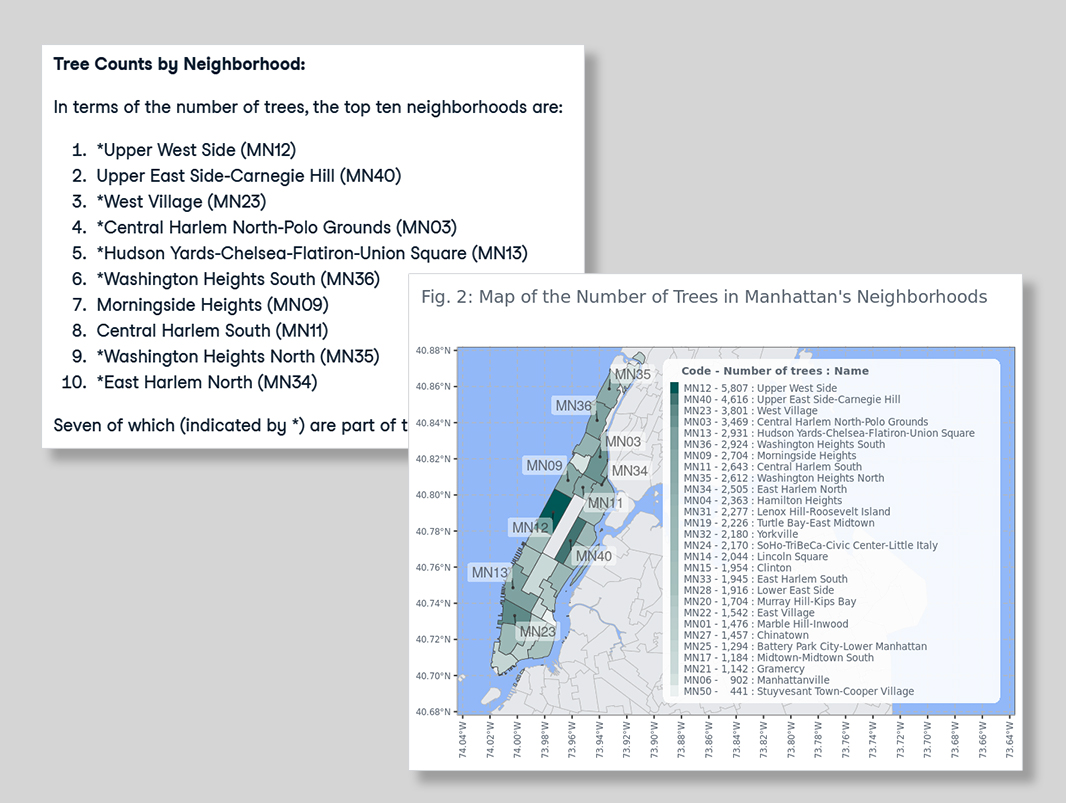 Tree Counts by Neighborhood:
In terms of the number of trees, the top ten neighborhoods are:
1. *Upper West Side (MN12)
2. Upper East Side-Carnegie Hill (MN40)
3. *West Village (MN23)
4. *Central Harlem North-Polo Grounds (MN03)
5. *Hudson Yards-Chelsea-Flatiron-Union Square (MN13)
6. *Washington Heights South (MN36)
7. Morningside Heights (MN09)
8. Central Harlem South (MN11)
9. *Washington Heights North (MN35)
10. *East Harlem North (MN34)
Seven of which (indicated by *) are part of t
Fig. 2: Map of the Number of Trees in Manhattan's Neighborhoods
40.88°N
40.86°N
40.84°N
40.82°N
40.80°N
40.78°N
40.76°N
40.74°N
40.72°N
40.70°N
40.68°N
MN35
MN36
MN03
MN09
MN34
MN11
MN12
MN40
MN13
MN23
Code - Number of trees : Name
MN12 - 5,807 : Upper West Side
MN40 - 4,616 : Upper East Side-Carnegie Hill
MN23 - 3,801 : West Village
MN03 - 3,469 : Central Harlem North-Polo Grounds
MN13 - 2,931 : Hudson Yards-Chelsea-Flatiron-Union Square
MN36 - 2,924 : Washington Heights South
MN09 - 2,704 : Morningside Heights
MN11 - 2,643 : Central Harlem South
MN35 - 2,612 : Washington Heights North
MN34 - 2,505 : East Harlem North
MN04 - 2,363 : Hamilton Heights
MN31 - 2,277 : Lenox Hill-Roosevelt Island
MN19 - 2,226 : Turtle Bay-East Midtown
MN32 - 2,180 : Yorkville
MN24 - 2,170 : SoHo-TriBeCa-Civic Center-Little Italy
MN14 - 2,044 : Lincoln Square
MN15 - 1,954 : Clinton
MN33 - 1,945 : East Harlem South
MN28 - 1,916 : Lower East Side
MN20 - 1,704 : Murray Hill-Kips Bay
MN22 - 1,542 : East Village
MN01 - 1,476 : Marble Hill-Inwood
MN27 - 1,457 : Chinatown
MN25 - 1,294 : Battery Park City-Lower Manhattan
MN17 - 1,184 : Midtown-Midtown South
MN21 - 1,142 : Gramercy
MN06 - 902 : Manhattanville
MN50 - 441 : Stuyvesant Town-Cooper Village
74.04°W
74.02°W
74.00°W
73.98°W
73.96°W
73.94°W
73.92°W
73.90°W
73.88°W
73.86°W
73.84°W
73.82°W
73.80°W
73.78°W
73.76°W
73.74°W
73.72°W
73.70°W
73.68°W
73.66°W
73.64°W